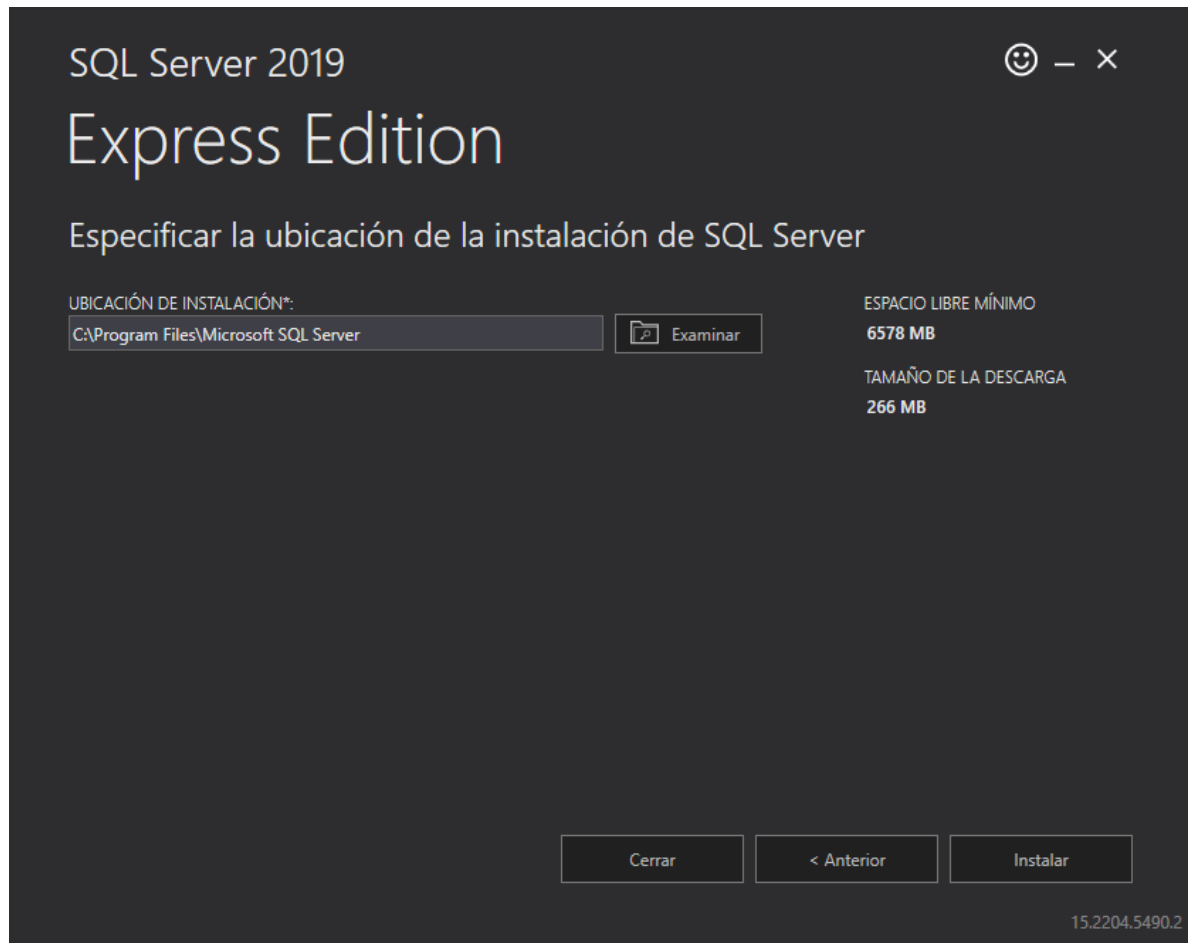 SQL Server 2019
Express Edition
Especificar la ubicación de la instalación de SQL Server
UBICACIÓN DE INSTALACIÓN*:
C:\Program Files\Microsoft SQL Server
Examinar
ESPACIO LIBRE MÍNIMO
6578 MB
TAMAÑO DE LA DESCARGA
266 MB
Cerrar
< Anterior
Instalar
15.2204.5490.2